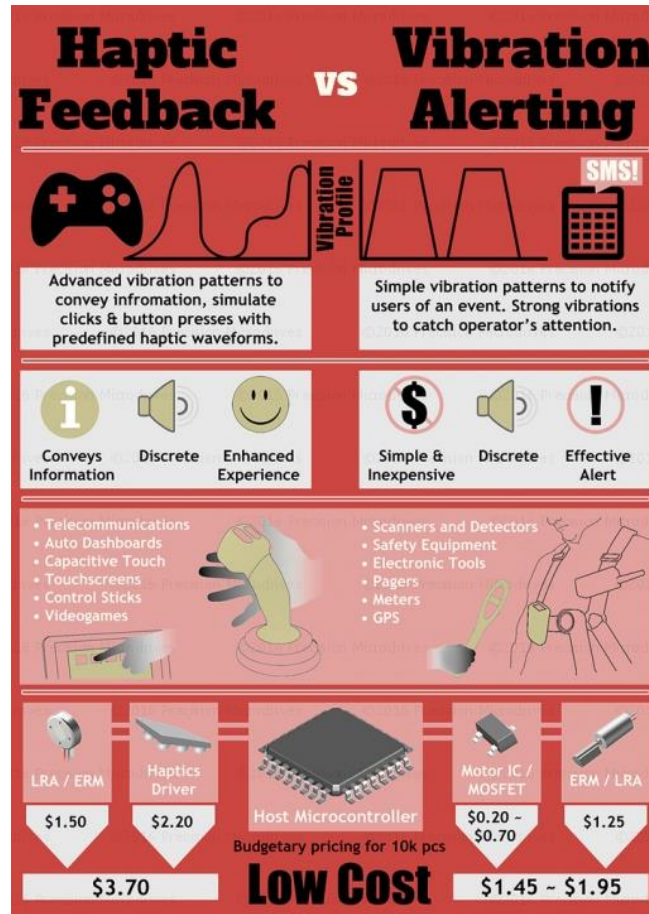 Haptic
Feedback
vs
Vibration
Alerting
Vibration
Profile
SMS!
Advanced vibration patterns to
convey infromation, simulate
clicks & button presses with
predefined haptic waveforms.
Simple vibration patterns to notify
users of an event. Strong vibrations
to catch operator's attention.
i
Conveys
Information
Discrete
Enhanced
Experience
$
Simple &
Inexpensive
Discrete
!
Effective
Alert
• Telecommunications
• Auto Dashboards
• Capacitive Touch
• Touchscreens
• Control Sticks
• Videogames
• Scanners and Detectors
• Safety Equipment
• Electronic Tools
• Pagers
• Meters
• GPS
LRA / ERM
Haptics
Driver
Host Microcontroller
Motor IC /
MOSFET
ERM / LRA
$1.50
$2.20
$0.20 ~
$0.70
$1.25
Budgetary pricing for 10k pcs
$3.70
Low Cost
$1.45 ~ $1.95